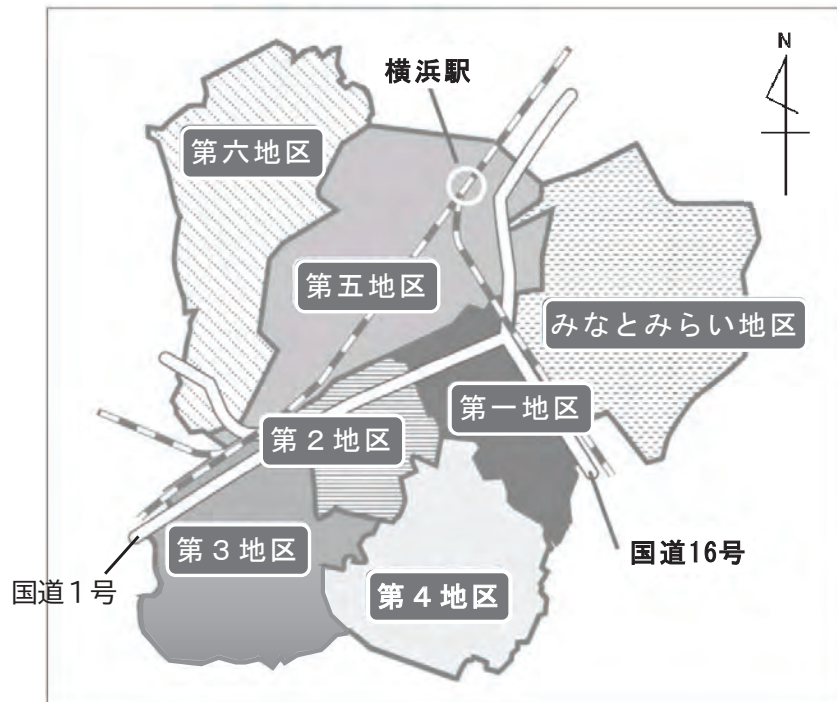 N
横浜駅
第六地区
第五地区
みなとみらい地区
第一地区
第２地区
第３地区
国道16号
国道１号
第４地区